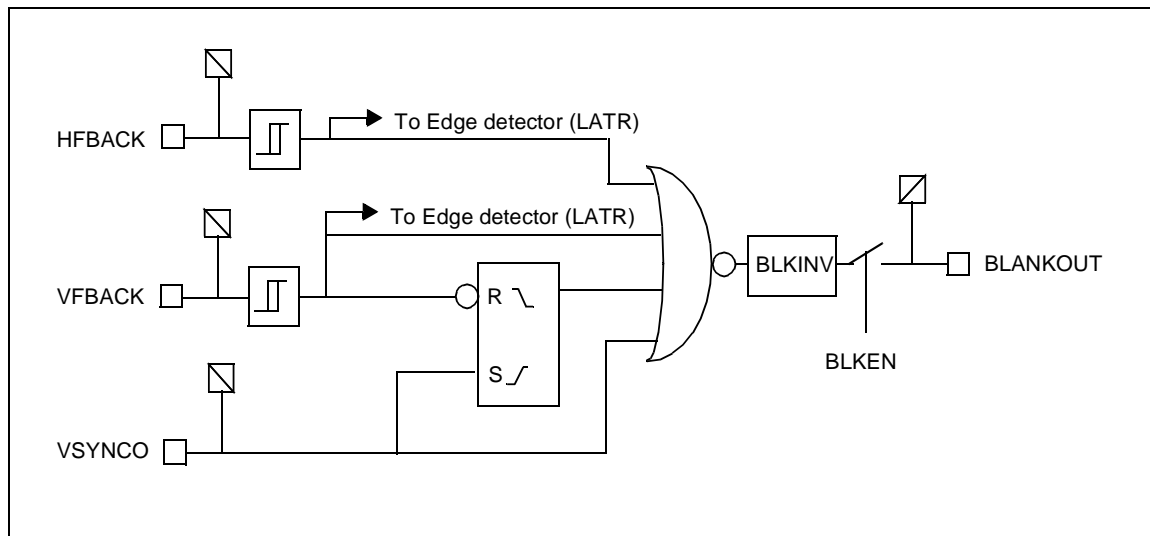 To Edge detector (LATR)
HFBACK
To Edge detector (LATR)
BLKINV
BLANKOUT
VFBACK
R
BLKEN
S
VSYNCO